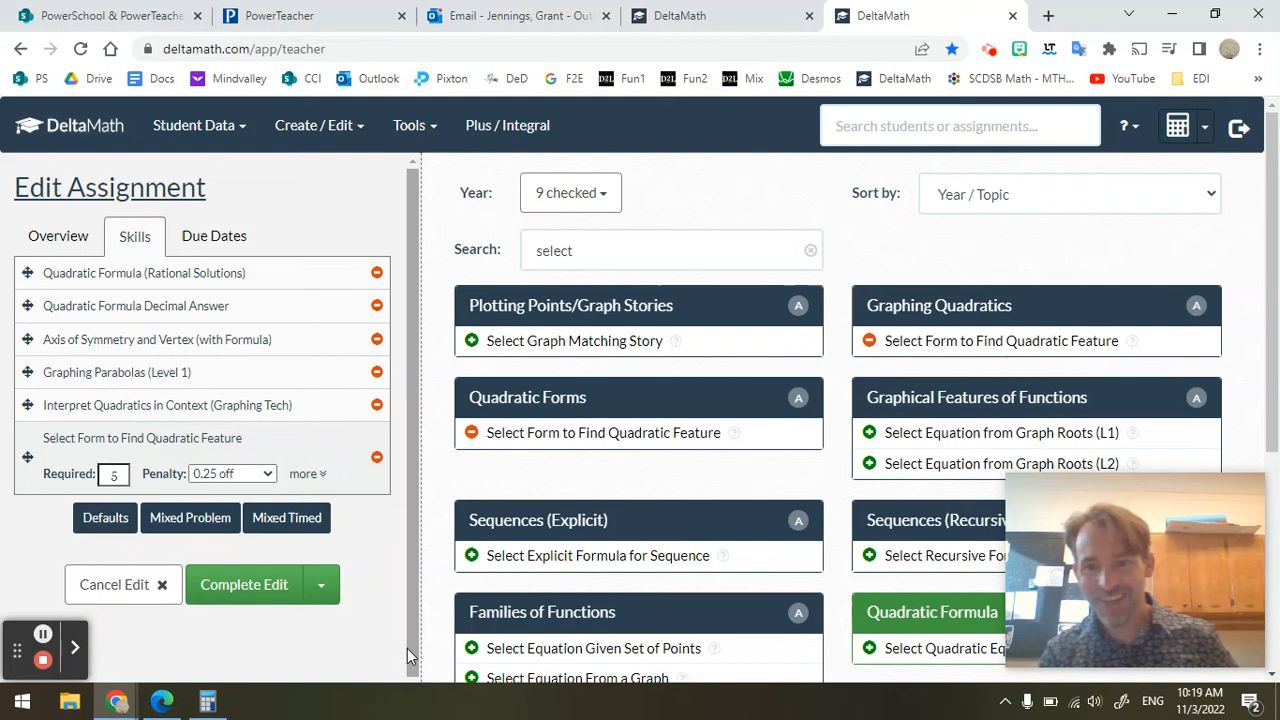 PowerSchool & PowerTeache
PowerTeacher
Email - Jennings, Grant - Out
DeltaMath
DeltaMath
deltamath.com/app/teacher
PS
Drive
Docs
Mindvalley
CCI
Outlook
Pixton
DeD
F2E
Fun1
Fun2
Mix
Desmos
DeltaMath
SCDSB Math - MTH...
YouTube
EDI
»
DeltaMath
Student Data
Create / Edit
Tools
Plus / Integral
Search students or assignments...
?
Edit Assignment
Overview
Skills
Due Dates
Quadratic Formula (Rational Solutions)
Quadratic Formula Decimal Answer
Axis of Symmetry and Vertex (with Formula)
Graphing Parabolas (Level 1)
Interpret Quadratics in Context (Graphing Tech)
Select Form to Find Quadratic Feature
Required: 5 Penalty: 0.25 off more
Defaults
Mixed Problem
Mixed Timed
Cancel Edit
Complete Edit
Year: 9 checked
Sort by: Year / Topic
Search: select
Plotting Points/Graph Stories A
Select Graph Matching Story ?
Graphing Quadratics A
Select Form to Find Quadratic Feature ?
Quadratic Forms A
Select Form to Find Quadratic Feature ?
Graphical Features of Functions A
Select Equation from Graph Roots (L1) ?
Select Equation from Graph Roots (L2) ?
Sequences (Explicit) A
Select Explicit Formula for Sequence ?
Sequences (Recursiv
Select Recursive For
Families of Functions A
Select Equation Given Set of Points ?
Select Equation From a Graph ?
Quadratic Formula
Select Quadratic Eq
ENG
10:19 AM
11/3/2022
2